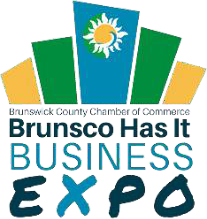 Brunswick County Chamber of Commerce
Brunsco Has It
BUSINESS
EXPO